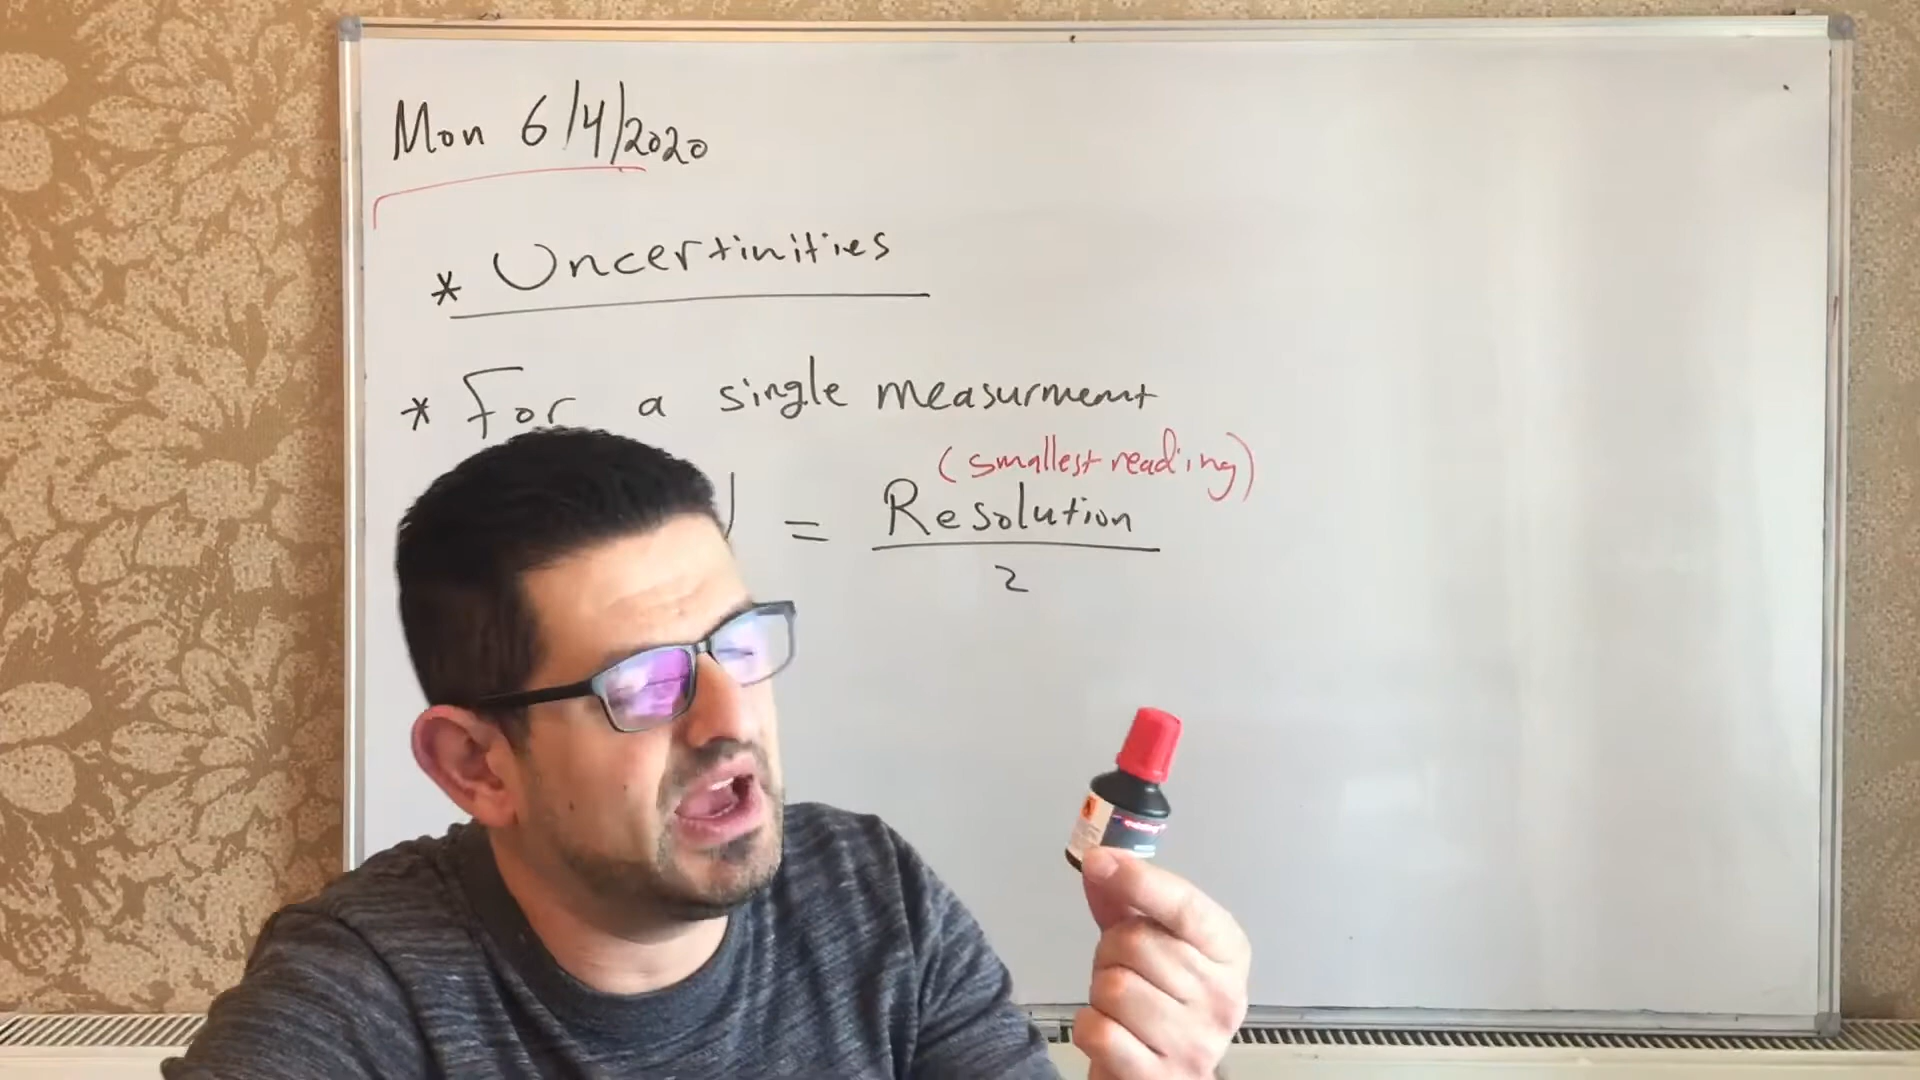 Mon 6/4/2020
* Uncertinities
* For a single measurment
(smallest reading)
= Resolution
2